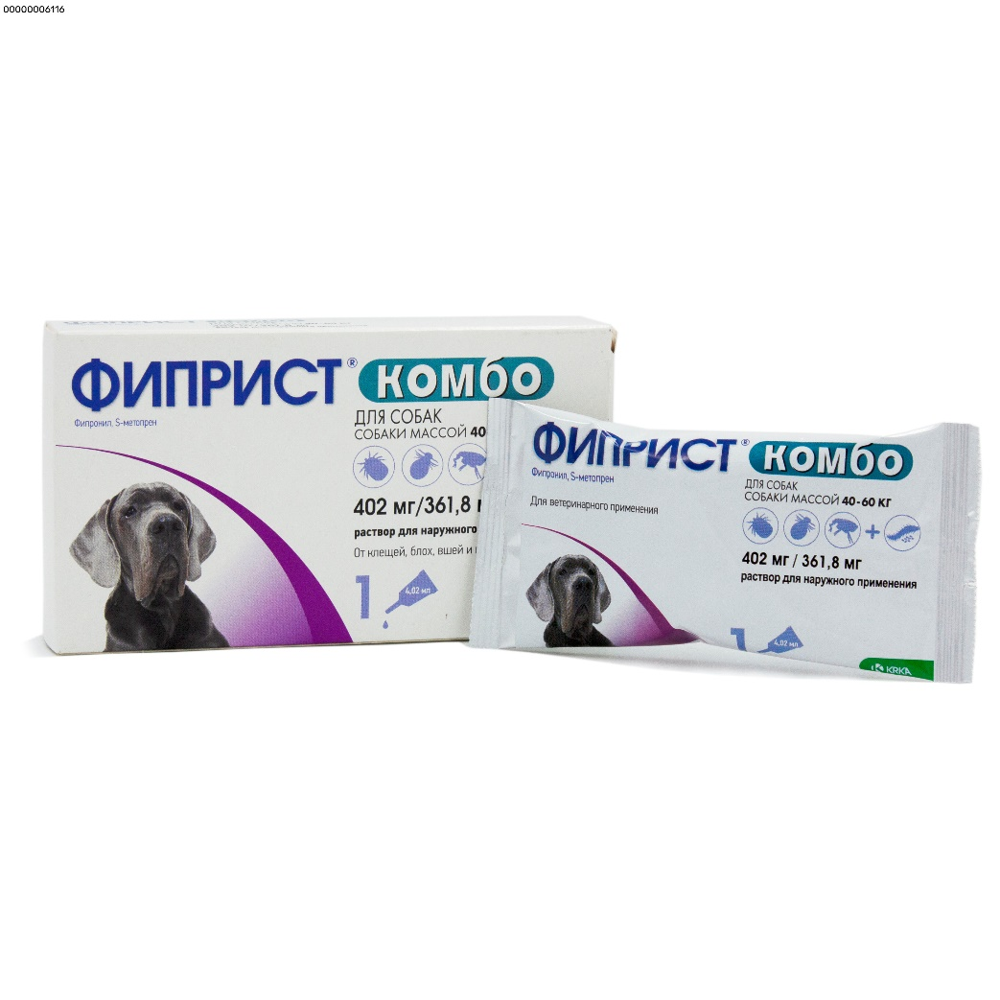 00000006116
ФИПРИСТ® комбо
Фипронил, S-метопрен
ДЛЯ СОБАК
СОБАКИ МАССОЙ 40
402 мг/361,8
раствор для наружного
От клещей, блох, вшей и
1
4,02 мл
ФИПРИСТ® комбо
Фипронил, S-метопрен
ДЛЯ СОБАК
СОБАКИ МАССОЙ 40-60 КГ
Для ветеринарного применения
+
402 мг / 361,8 мг
раствор для наружного применения
1
4,02 мл
KRKA